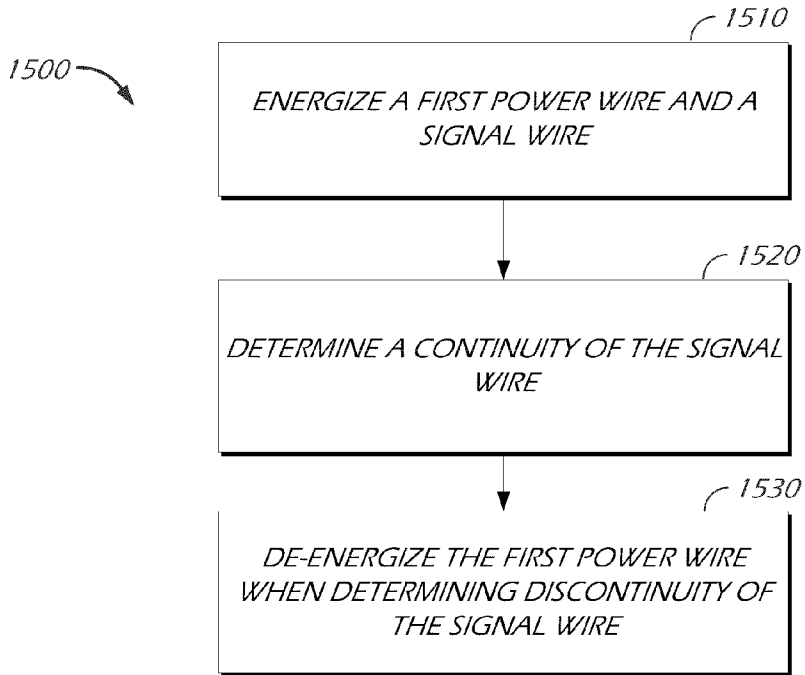 1510
1500
ENERGIZE A FIRST POWER WIRE AND A
SIGNAL WIRE
1520
DETERMINE A CONTINUITY OF THE SIGNAL
WIRE
1530
DE-ENERGIZE THE FIRST POWER WIRE
WHEN DETERMINING DISCONTINUITY OF
THE SIGNAL WIRE